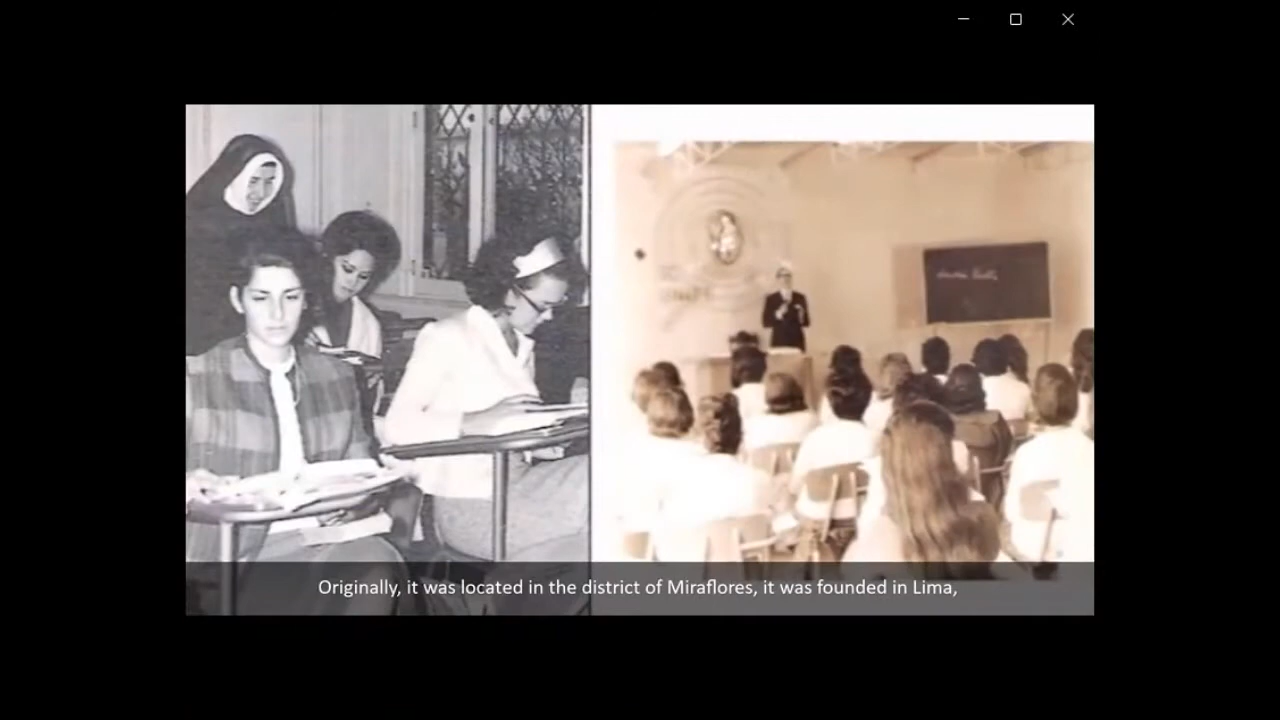 Originally, it was located in the district of Miraflores, it was founded in Lima,